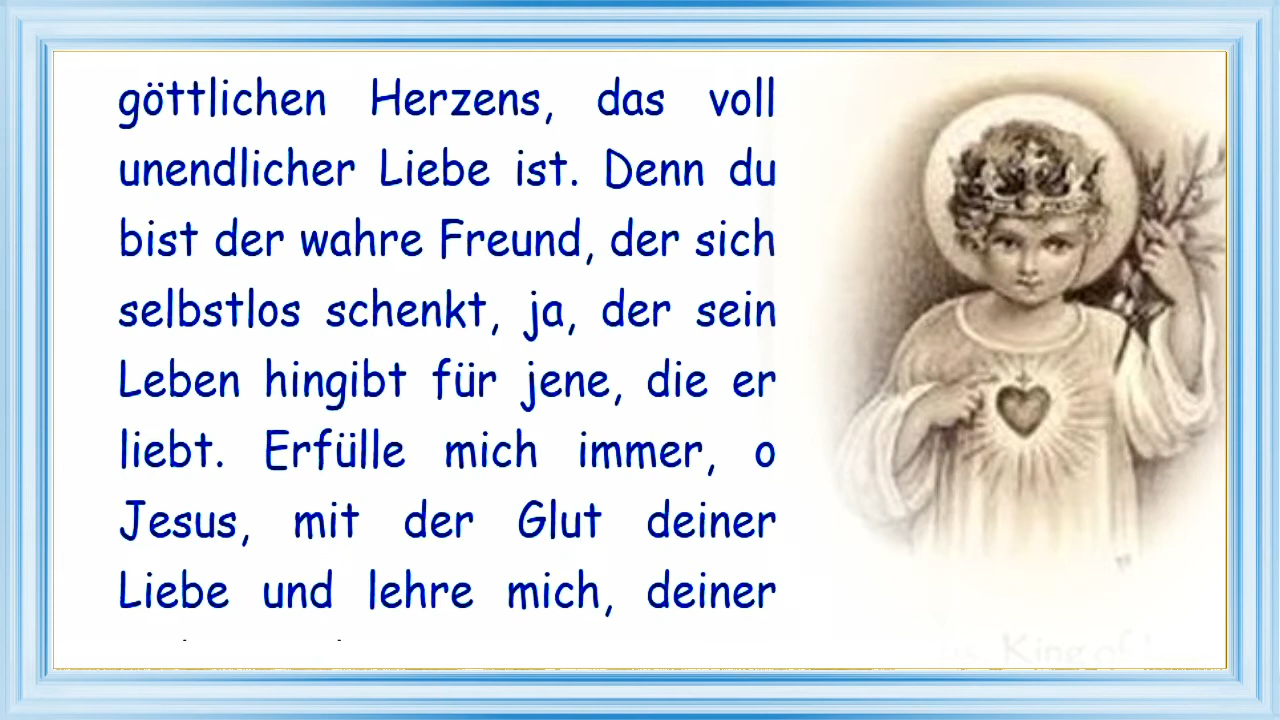 göttlichen Herzens, das voll
unendlicher Liebe ist. Denn du
bist der wahre Freund, der sich
selbstlos schenkt, ja, der sein
Leben hingibt für jene, die er
liebt. Erfülle mich immer, o
Jesus, mit der Glut deiner
Liebe und lehre mich, deiner
King of